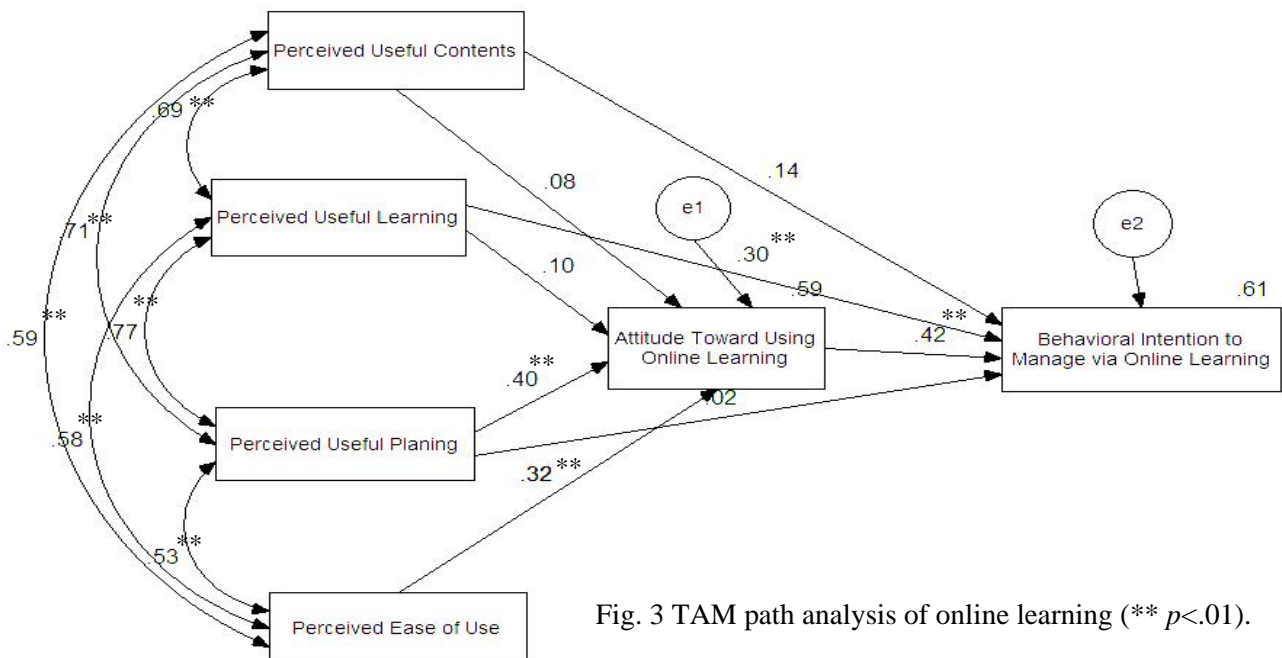 Perceived Useful Contents
.69**
.14
.08
e1
Perceived Useful Learning
e2
.71**
.30**
.10
.59
.61
.77**
.59**
Attitude Toward Using
Online Learning
.42**
Behavioral Intention to
Manage via Online Learning
.40**
.02
.58**
Perceived Useful Planing
.32**
.53**
Perceived Ease of Use
Fig. 3 TAM path analysis of online learning (** p<.01).